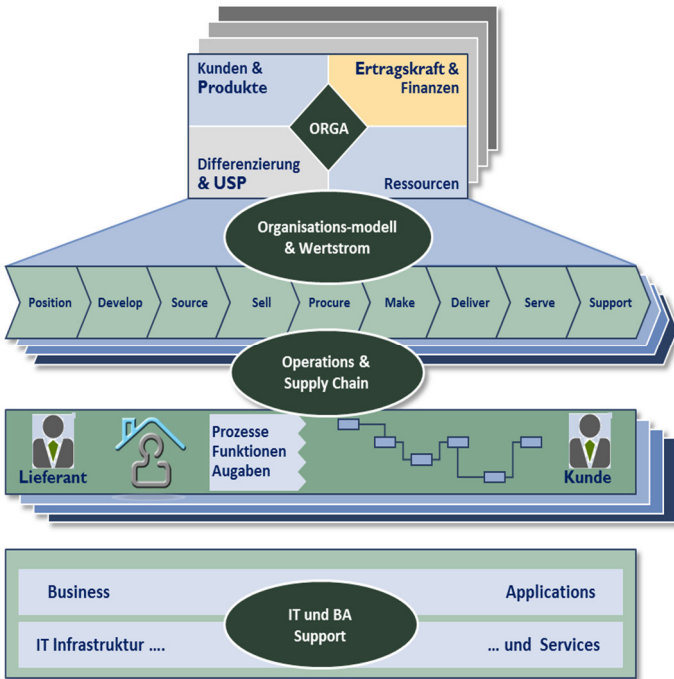 Kunden &
Produkte
Ertragskraft &
Finanzen
ORGA
Differenzierung
& USP
Ressourcen
Organisations-modell
& Wertstrom
Position Develop Source Sell Procure Make Deliver Serve Support
Operations &
Supply Chain
Lieferant
Prozesse
Funktionen
Augaben
Kunde
Business Applications
IT und BA
Support
IT Infrastruktur .... ... und Services